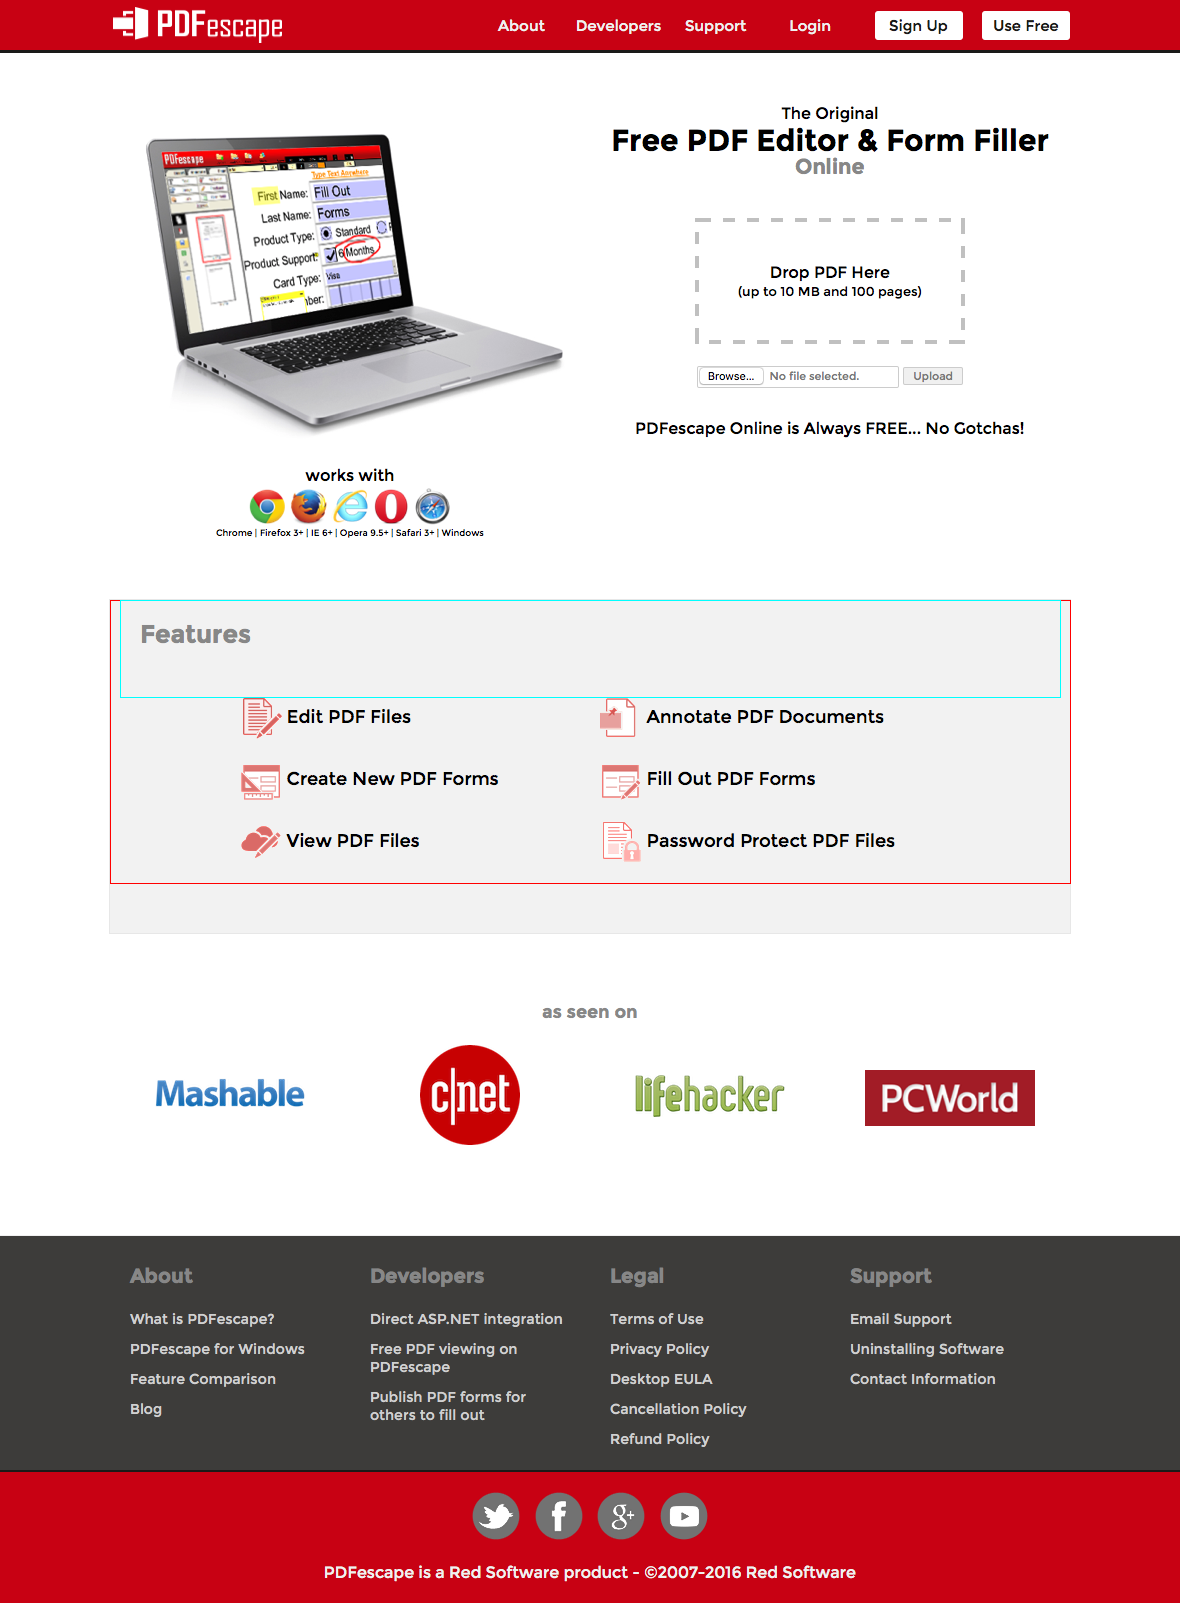 PDFescape
About Developers Support Login Sign Up Use Free
The Original
Free PDF Editor & Form Filler
Online
PDFescape
Type Text Anywhere
First Name: Fill Out
Last Name: Forms
Product Type: Standard
Product Support: 6 Months
Card Type: Visa
Drop PDF Here
(up to 10 MB and 100 pages)
Browse... No file selected. Upload
PDFescape Online is Always FREE... No Gotchas!
works with
Chrome | Firefox 3+ | IE 6+ | Opera 9.5+ | Safari 3+ | Windows
Features
Edit PDF Files
Annotate PDF Documents
Create New PDF Forms
Fill Out PDF Forms
View PDF Files
Password Protect PDF Files
as seen on
Mashable
c|net
lifehacker
PCWorld
About
What is PDFescape?
PDFescape for Windows
Feature Comparison
Blog
Developers
Direct ASP.NET integration
Free PDF viewing on
PDFescape
Publish PDF forms for
others to fill out
Legal
Terms of Use
Privacy Policy
Desktop EULA
Cancellation Policy
Refund Policy
Support
Email Support
Uninstalling Software
Contact Information
PDFescape is a Red Software product - ©2007-2016 Red Software